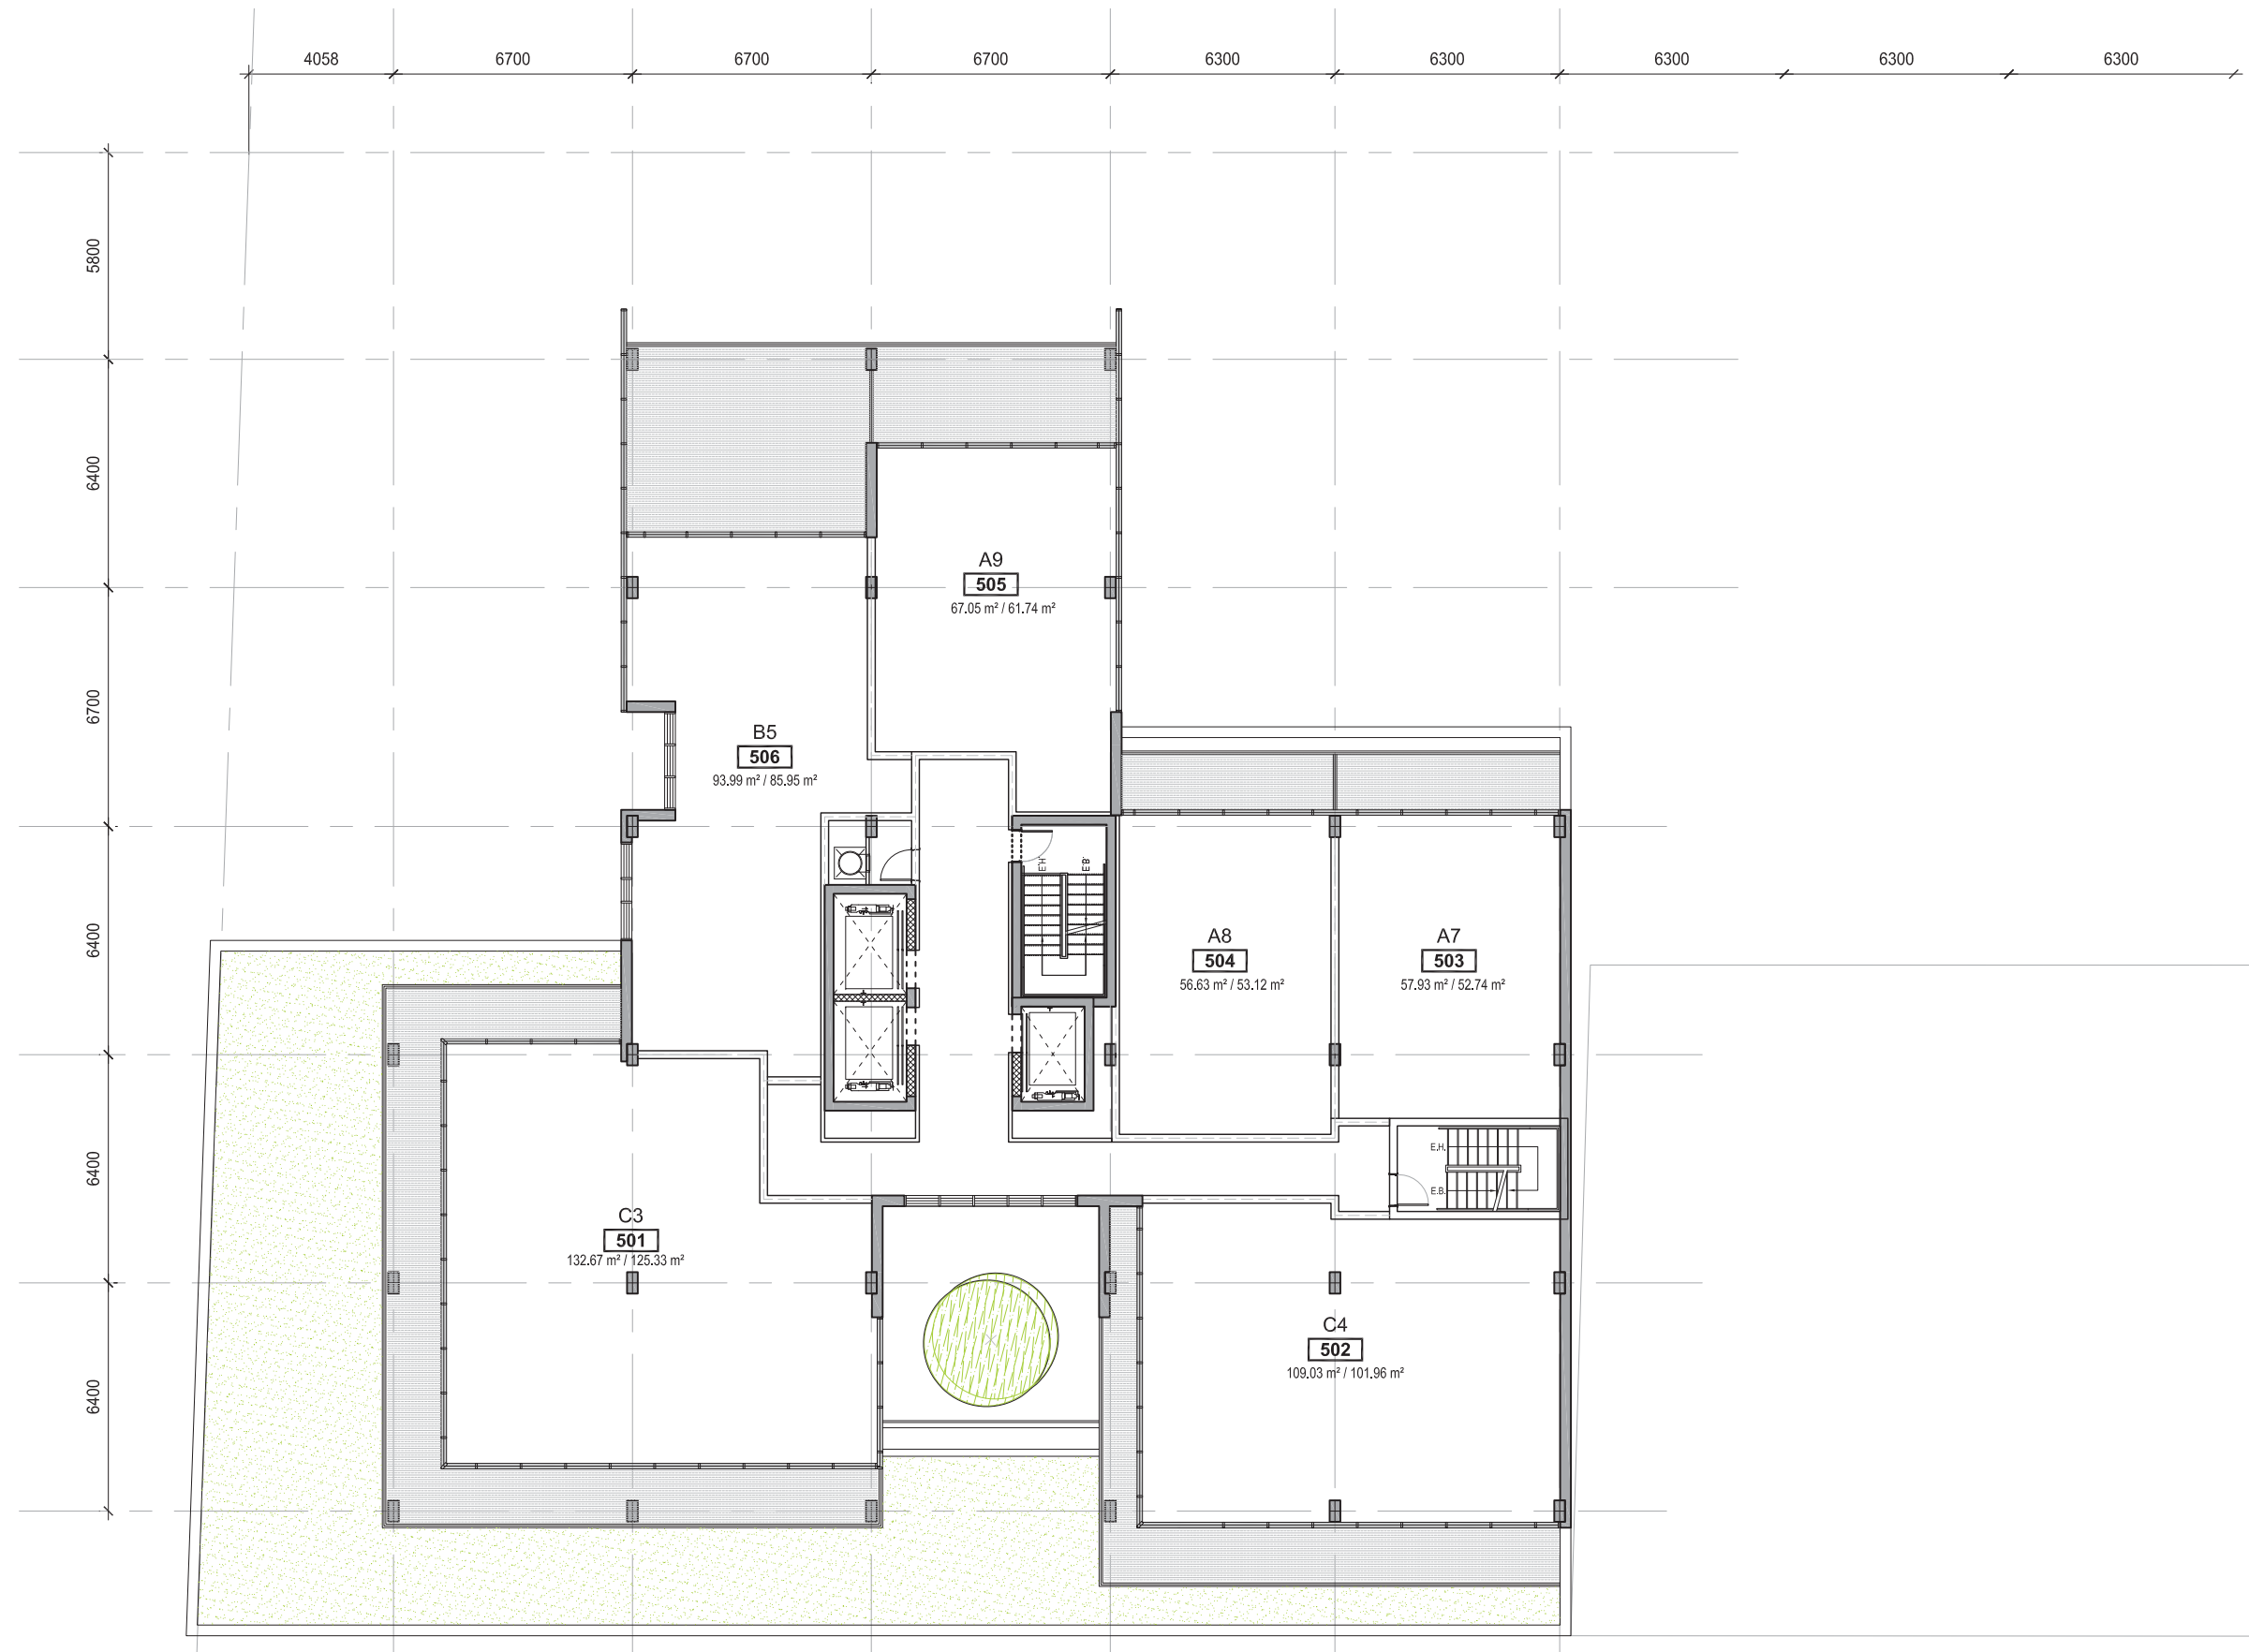 4058 6700 6700 6700 6300 6300 6300 6300 6300
5800
6400
6700
6400
6400
6400
A9
505
67.05 m² / 61.74 m²
B5
506
93.99 m² / 85.95 m²
E.H.
E.B.
A8
504
56.63 m² / 53.12 m²
A7
503
57.93 m² / 52.74 m²
E.H.
E.B.
C3
501
132.67 m² / 125.33 m²
C4
502
109.03 m² / 101.96 m²